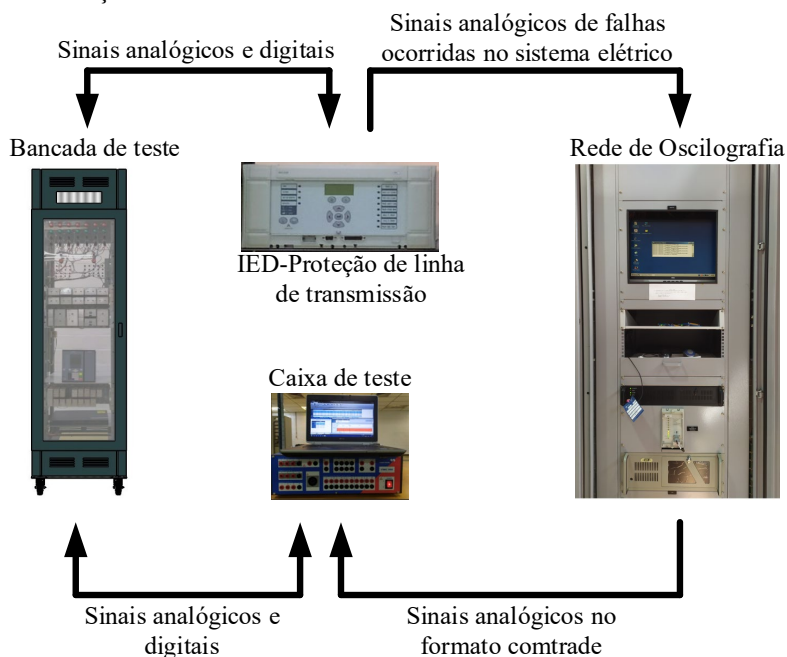 Sinais analógicos de falhas
Sinais analógicos e digitais
ocorridas no sistema elétrico
Bancada de teste
Rede de Oscilografia
IED-Proteção de linha
de transmissão
Caixa de teste
Sinais analógicos e
digitais
Sinais analógicos no
formato comtrade